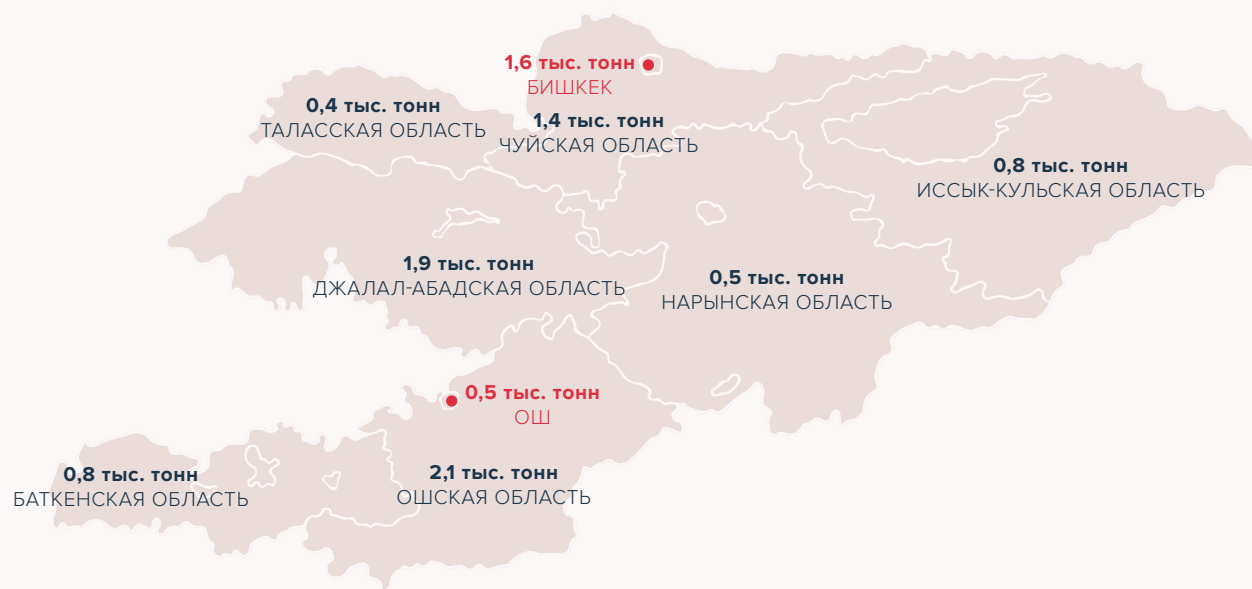 1,6 тыс. тонн
БИШКЕК
0,4 тыс. тонн
ТАЛАССКАЯ ОБЛАСТЬ
1,4 тыс. тонн
ЧУЙСКАЯ ОБЛАСТЬ
0,8 тыс. тонн
ИССЫК-КУЛЬСКАЯ ОБЛАСТЬ
1,9 тыс. тонн
ДЖАЛАЛ-АБАДСКАЯ ОБЛАСТЬ
0,5 тыс. тонн
НАРЫНСКАЯ ОБЛАСТЬ
0,5 тыс. тонн
ОШ
0,8 тыс. тонн
БАТКЕНСКАЯ ОБЛАСТЬ
2,1 тыс. тонн
ОШСКАЯ ОБЛАСТЬ